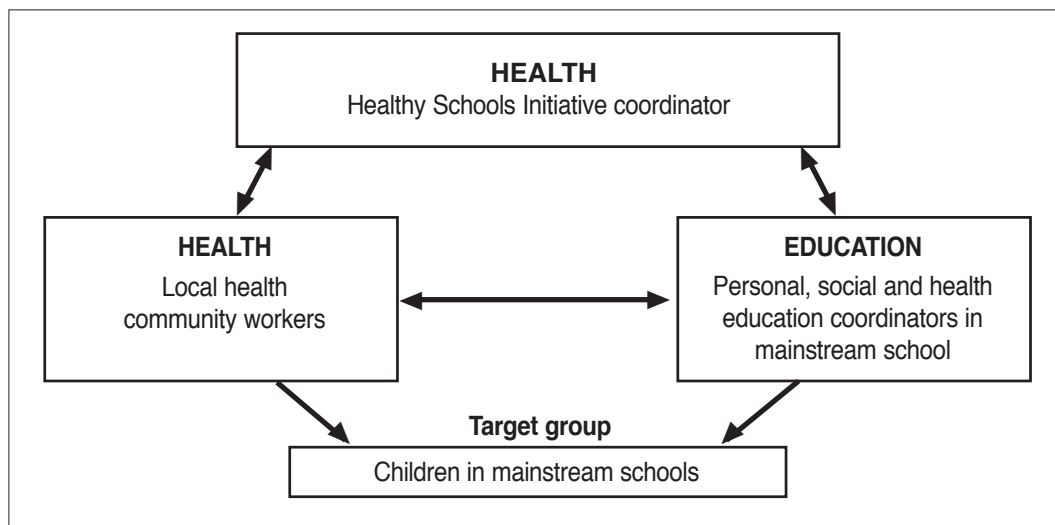 HEALTH
Healthy Schools Initiative coordinator
HEALTH
Local health
community workers
EDUCATION
Personal, social and health
education coordinators in
mainstream school
Target group
Children in mainstream schools